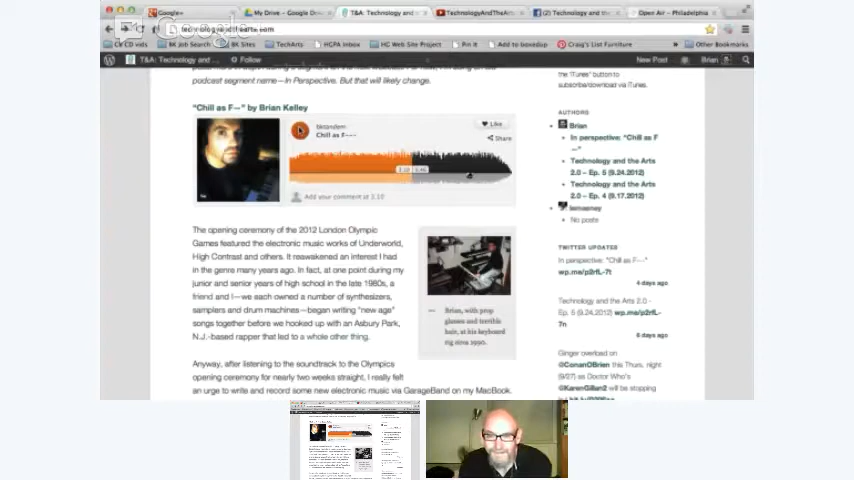 Google+
My Drive - Google Dri
T&A: Technology and
TechnologyAndTheArts
(2) Technology and the
Open Air - Philadelphia
Google
CV CD vids
BK Job Search
BK Sites
TechArts
HGPA Inbox
HC Web Site Project
Pin It
Add to boxedup
Craig's List Furniture
Other Bookmarks
T&A: Technology and ...
Follow
New Post
Brian
podcast segment name—In Perspective. But that will likely change.
the "iTunes" button to
subscribe/download via iTunes.
"Chill as F--" by Brian Kelley
Chill as F---
Like
Share
Add your comment at 3.10
AUTHORS
Brian
In perspective: "Chill as F
—"
Technology and the Arts
2.0 – Ep. 5 (9.24.2012)
Technology and the Arts
2.0 – Ep. 4 (9.17.2012)
No posts
The opening ceremony of the 2012 London Olympic
Games featured the electronic music works of Underworld,
High Contrast and others. It reawakened an interest I had
in the genre many years ago. In fact, at one point during my
junior and senior years of high school in the late 1980s, a
friend and I—we each owned a number of synthesizers,
samplers and drum machines—began writing "new age"
songs together before we hooked up with an Asbury Park,
N.J.-based rapper that led to a whole other thing.
Brian, with prop
glasses and terrible
hair, at his keyboard
rig circa 1990.
Anyway, after listening to the soundtrack to the Olympics
opening ceremony for nearly two weeks straight, I really felt
an urge to write and record some new electronic music via GarageBand on my MacBook.
TWITTER UPDATES
In perspective: "Chill as F--"
wp.me/p2rfL-7t
4 days ago
Technology and the Arts 2.0 -
Ep. 5 (9.24.2012) wp.me/p2rfL-
7n
6 days ago
Ginger overload on
@ConanOBrien this Thurs. night
(9/27) as Doctor Who's
@KarenGillan2 will be stopping